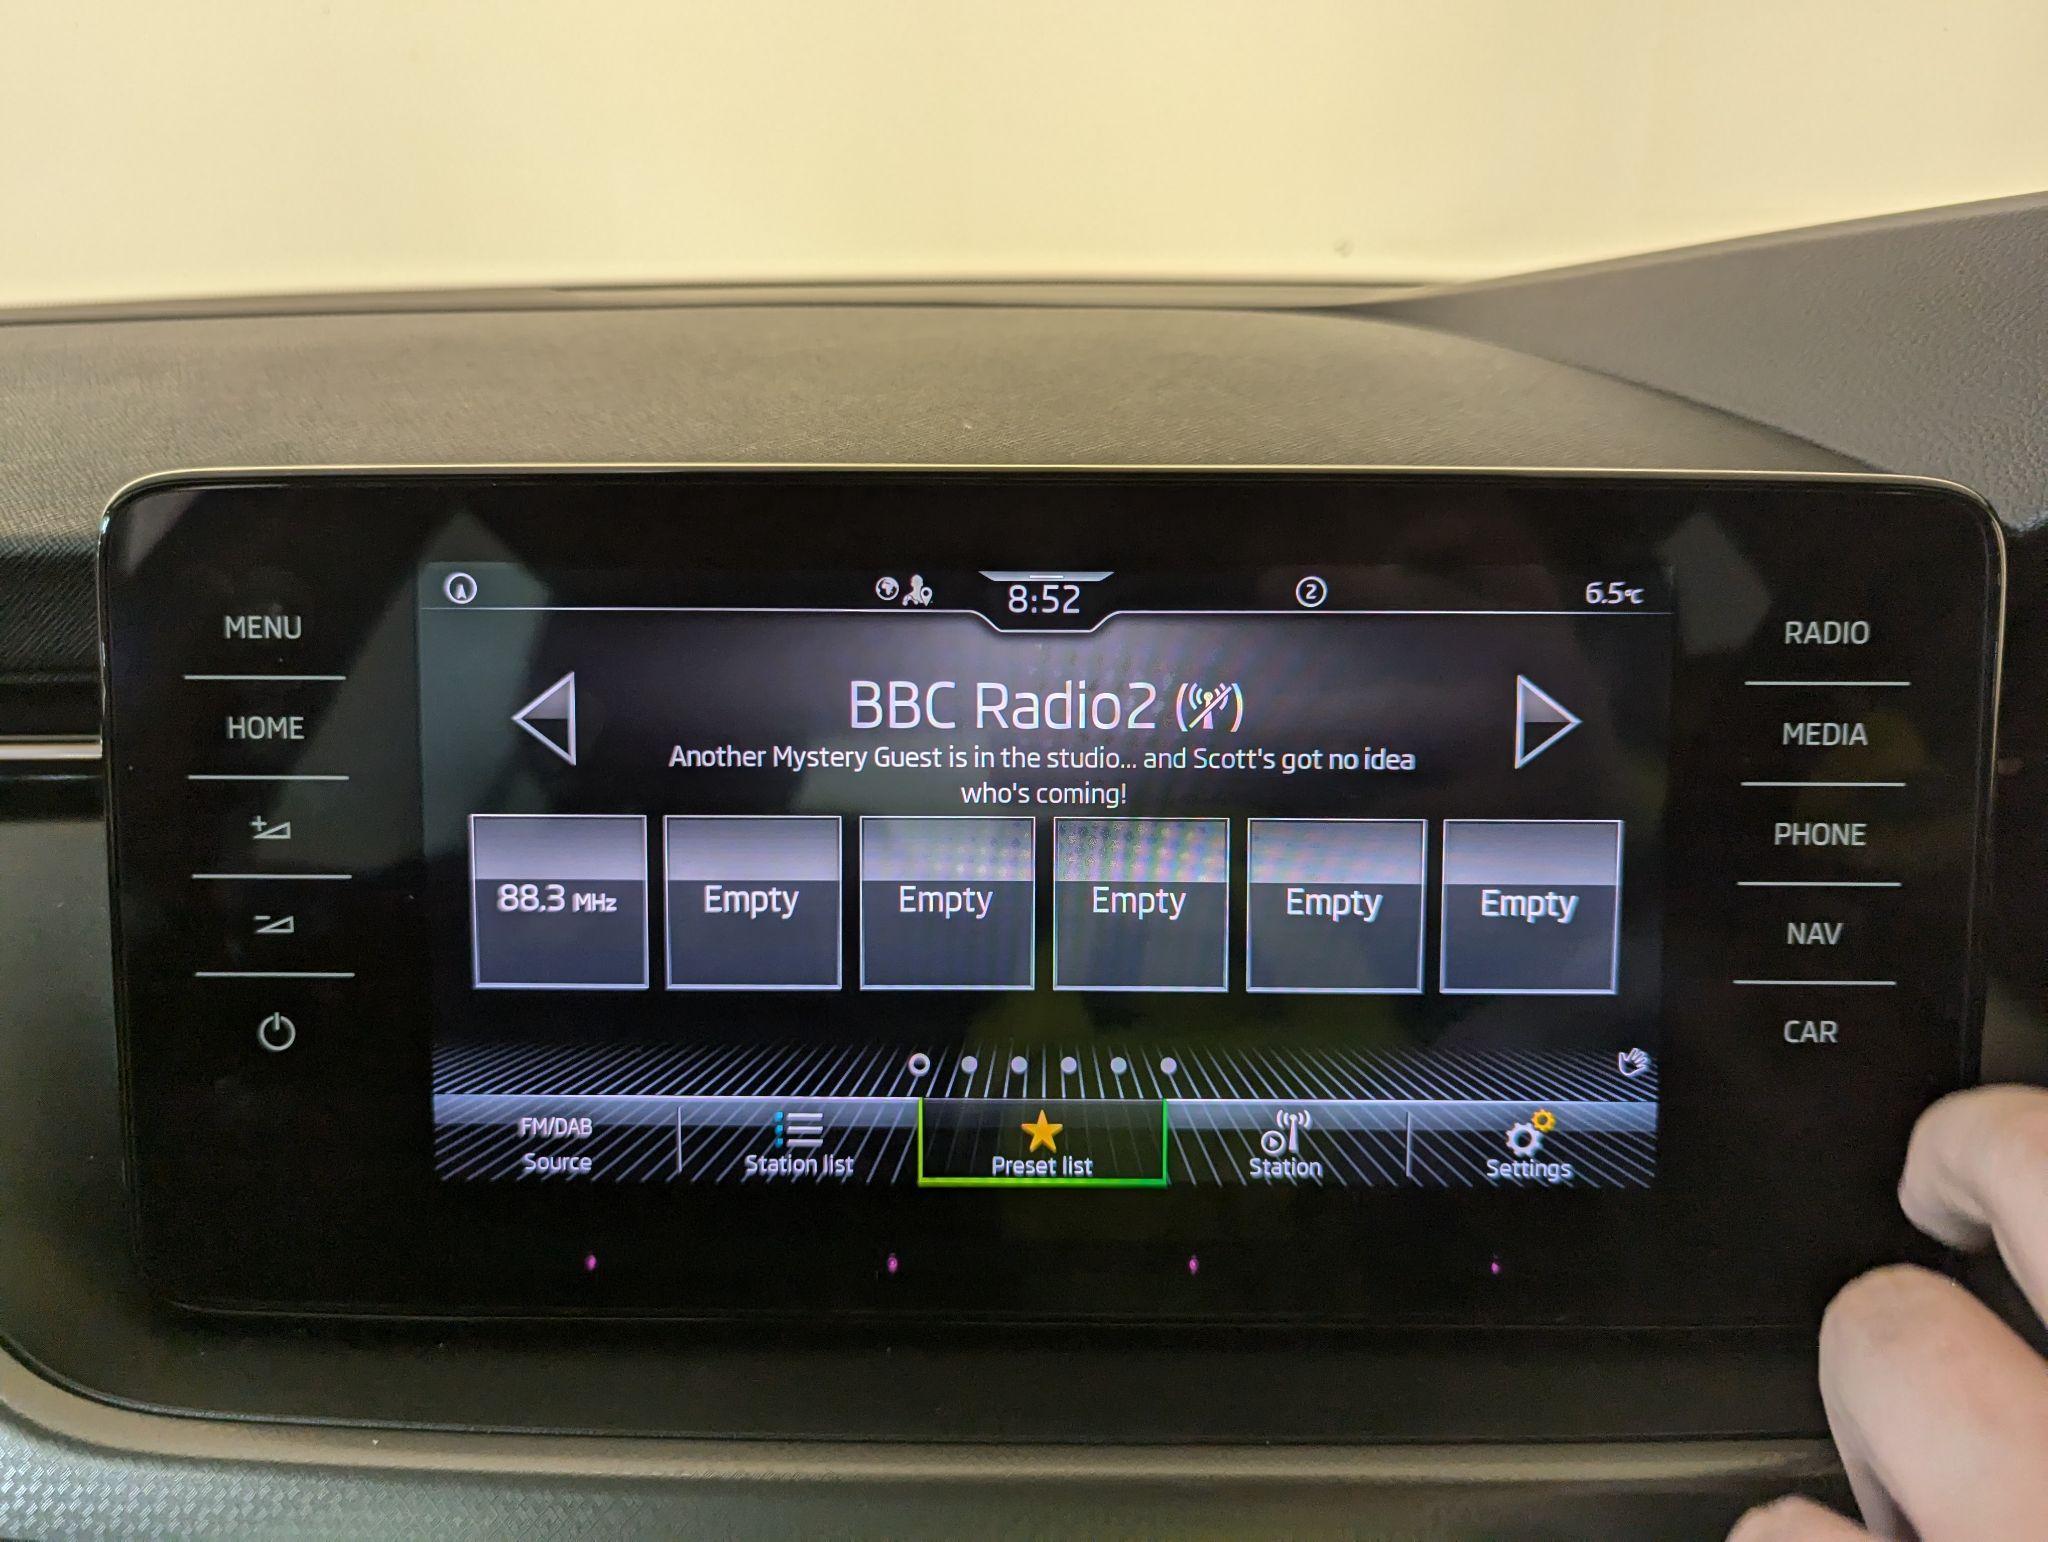 MENU
HOME
RADIO
MEDIA
PHONE
NAV
CAR
8:52
2
6.5°C
BBC Radio2
Another Mystery Guest is in the studio... and Scott's got no idea
who's coming!
88.3 MHz
Empty
Empty
Empty
Empty
Empty
FM/DAB
Source
Station list
Preset list
Station
Settings